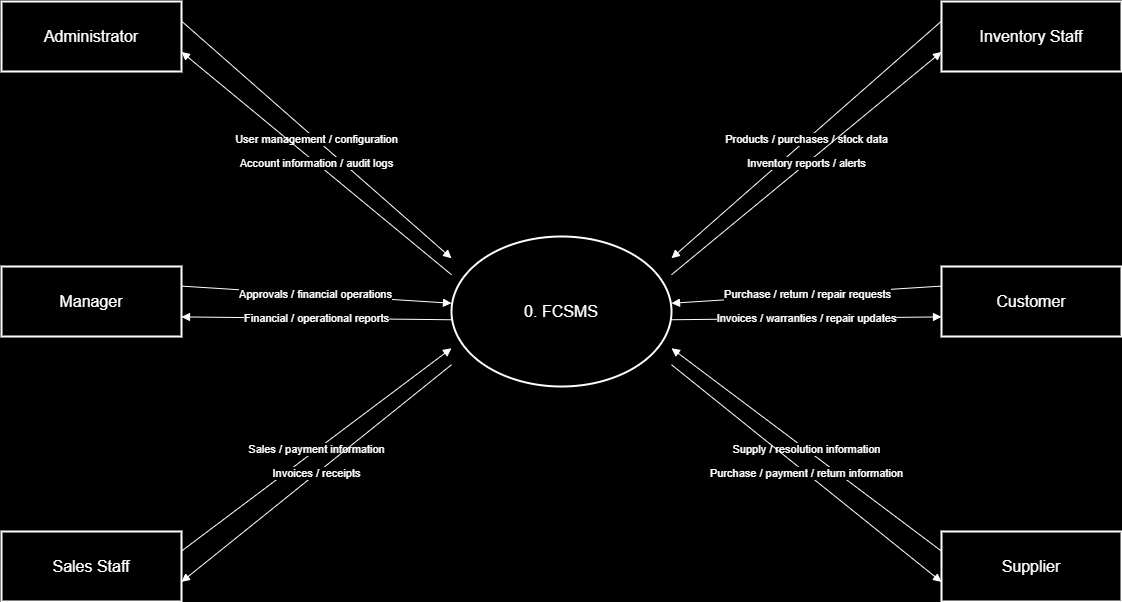 Administrator
Inventory Staff
User management / configuration
Products / purchases / stock data
Account information / audit logs
Inventory reports / alerts
Manager
Approvals / financial operations
0. FCSMS
Purchase / return / repair requests
Customer
Financial / operational reports
Invoices / warranties / repair updates
Sales / payment information
Supply / resolution information
Invoices / receipts
Purchase / payment / return information
Sales Staff
Supplier